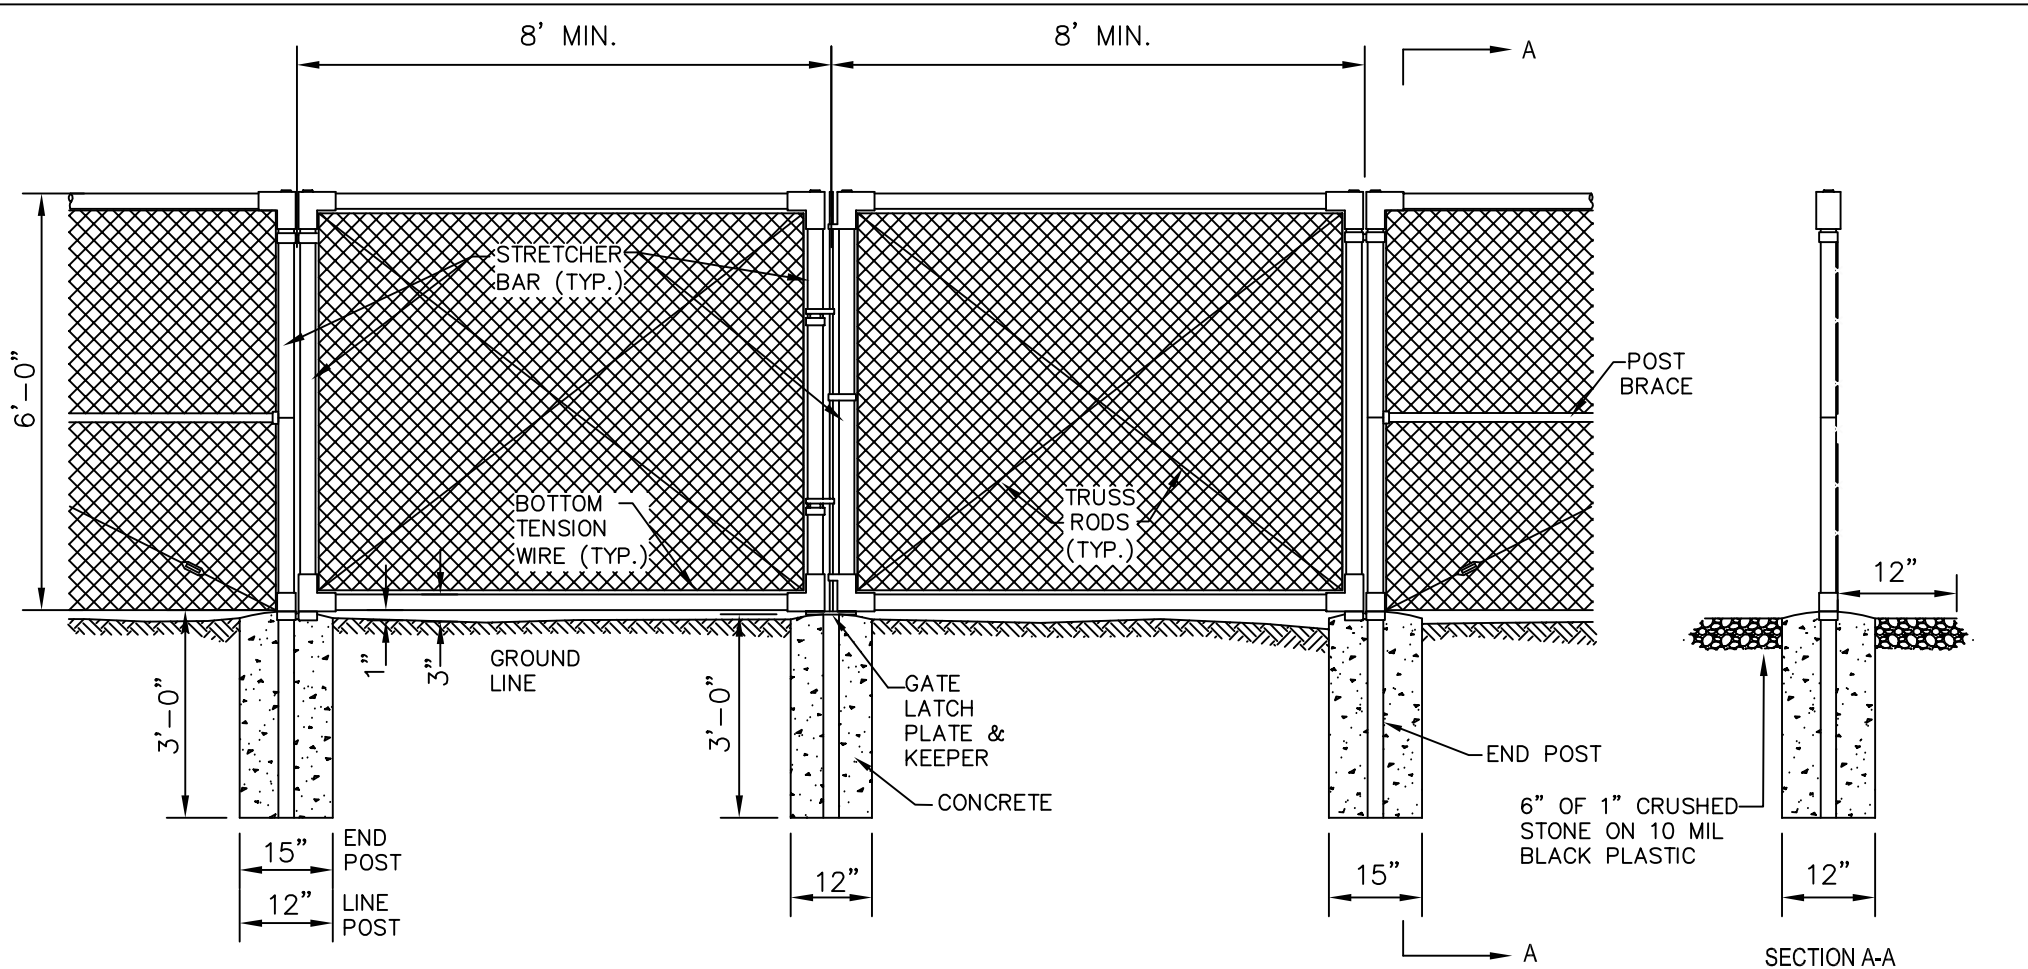 8' MIN.
8' MIN.
A
STRETCHER
BAR (TYP.)
6'-0"
POST
BRACE
BOTTOM
TENSION
WIRE (TYP.)
TRUSS
RODS
(TYP.)
12"
1"
3"
GROUND
LINE
3'-0"
3'-0"
GATE
LATCH
PLATE &
KEEPER
END POST
CONCRETE
6" OF 1" CRUSHED
STONE ON 10 MIL
BLACK PLASTIC
15"
END
POST
12"
LINE
POST
12"
15"
12"
A
SECTION A-A